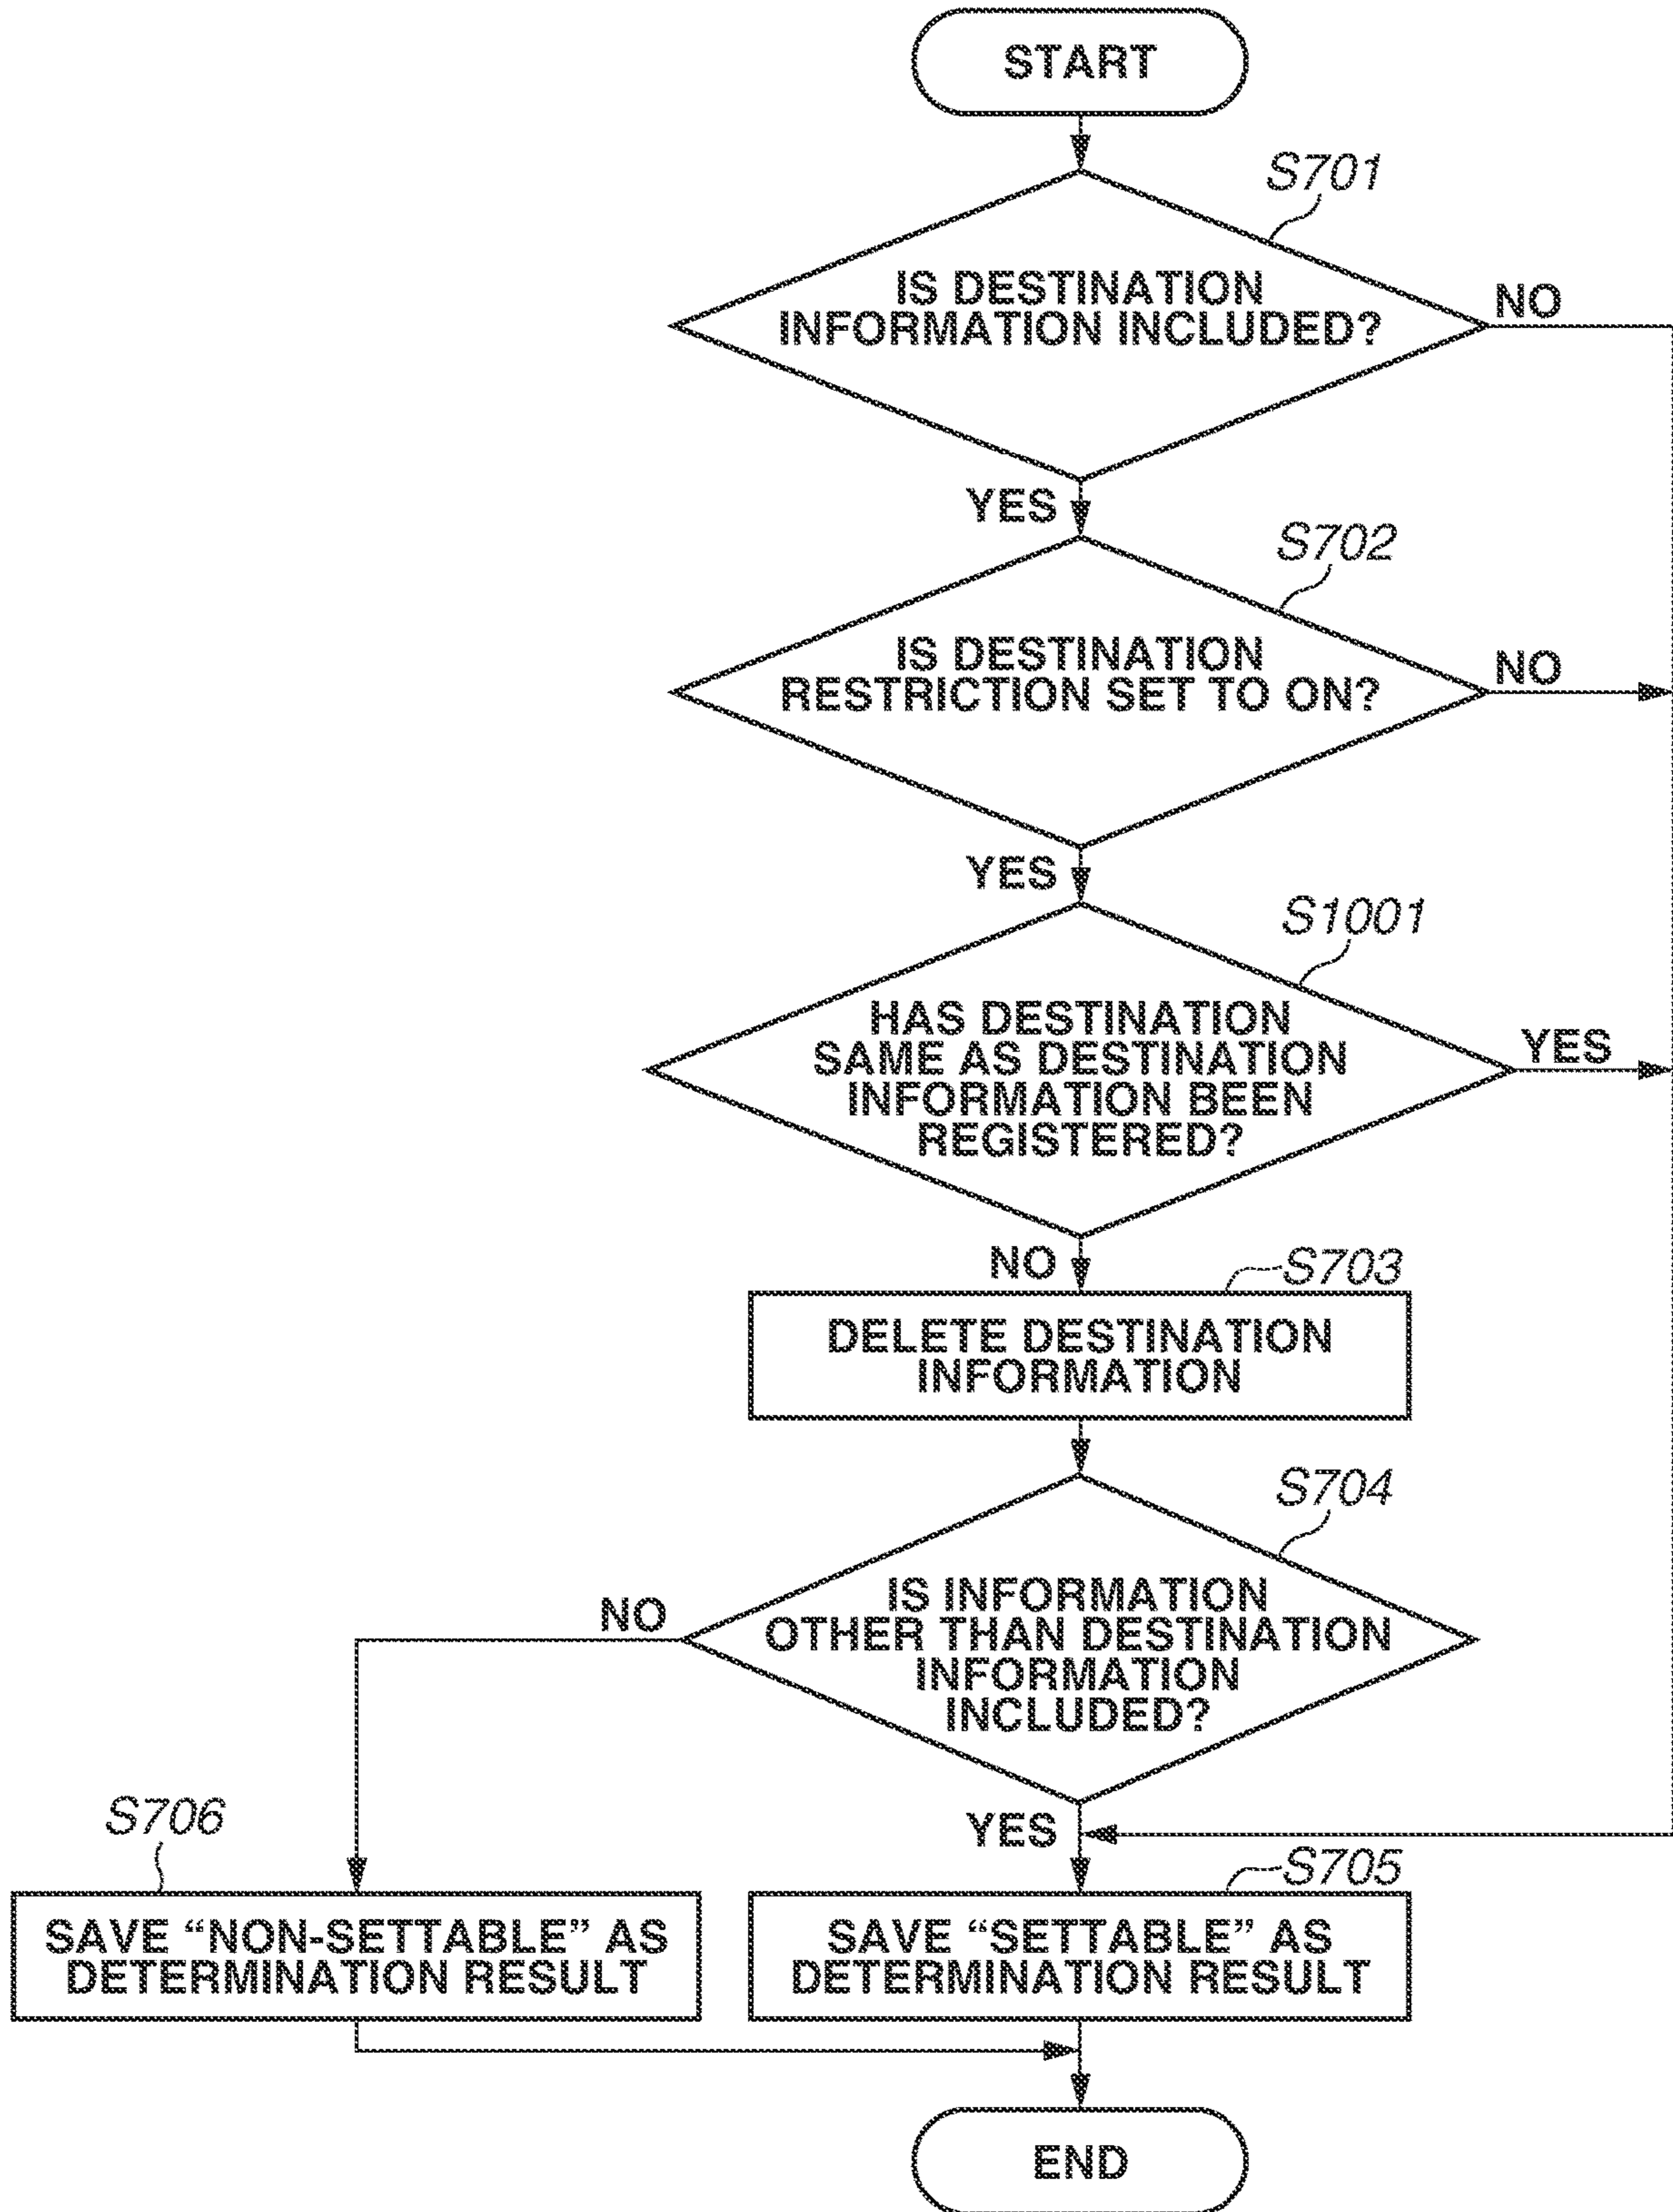 START
S701
IS DESTINATION
INFORMATION INCLUDED?
NO
YES
S702
IS DESTINATION
RESTRICTION SET TO ON?
NO
YES
S1001
HAS DESTINATION
SAME AS DESTINATION
INFORMATION BEEN
REGISTERED?
YES
NO
S703
DELETE DESTINATION
INFORMATION
S704
IS INFORMATION
OTHER THAN DESTINATION
INFORMATION
INCLUDED?
NO
YES
S706
SAVE “NON-SETTABLE” AS
DETERMINATION RESULT
S705
SAVE “SETTABLE” AS
DETERMINATION RESULT
END